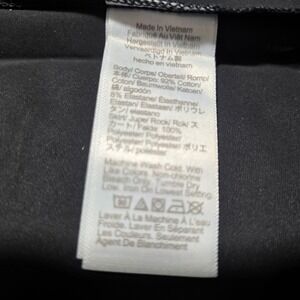 Made In Vietnam
Fabriqué Au Viêt Nam
Hergestellt in Vietnam
Vervaardigd in Vietnam
ベトナム製
hecho en vietnam
Body/ Corps/ Oberteil/ Romp/
本体/ Cuerpo: 92% Cotton/
Coton/ Baumwolle/ Katoen/
綿/ algodón
8% Elastane/ Élasthanne/
Elastan/ Elastaan/ ポリウレタン/
elastano
Skirt/ Jupe/ Rock/ Rok/ ス
カート/ Falda: 100%
Polyester/ Polyester/
Polyester/ Polyester/ ポリエ
ステル/ poliéster
Machine Wash Cold. With
Like Colors. Non-chlorine
Bleach Only. Tumble Dry
Low. Iron On Lowest Setting
Laver À La Machine À L'eau
Froide. Laver En Séparant
Les Couleurs. Seulement
Agent De Blanchiment